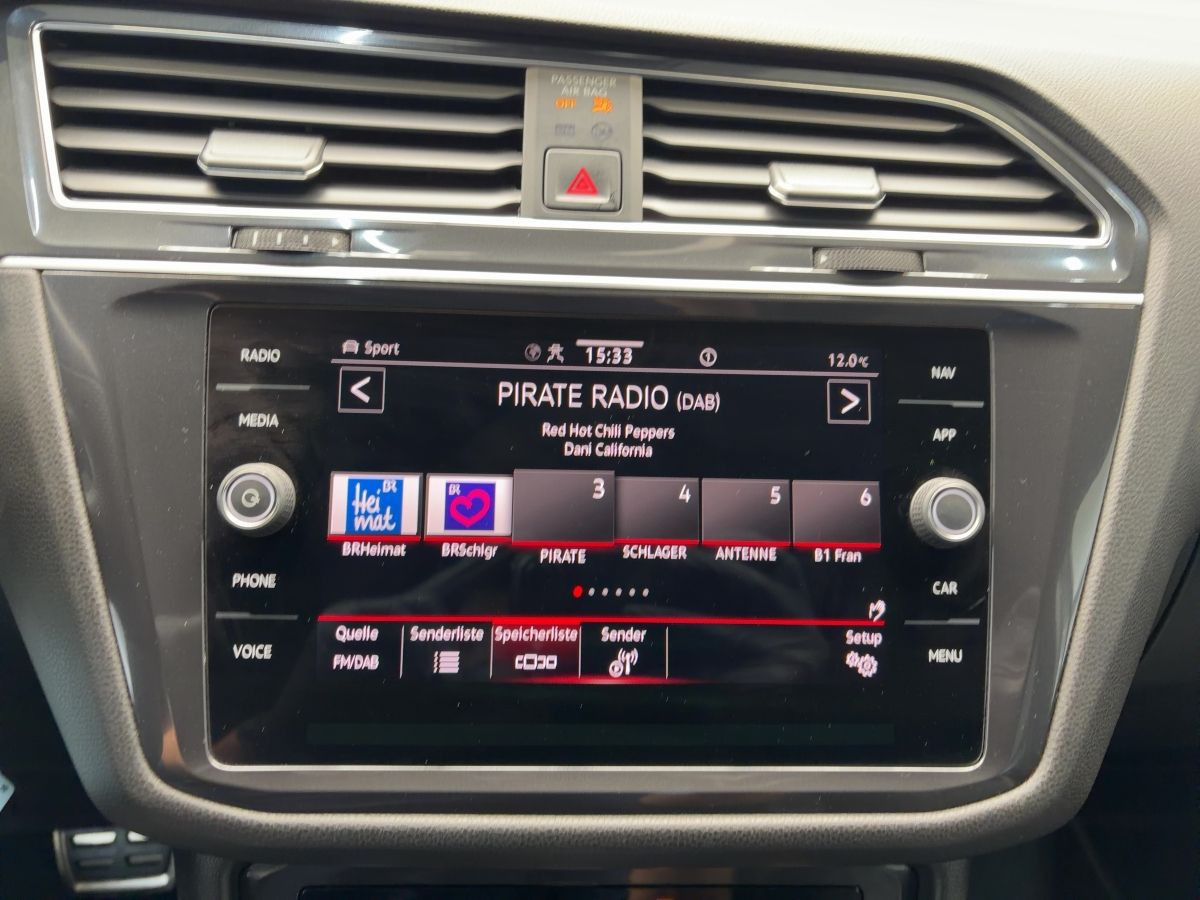 PASSENGER
AIR BAG
OFF
RADIO
MEDIA
PHONE
VOICE
Sport
15:33
12.0°C
<
PIRATE RADIO (DAB)
>
Red Hot Chili Peppers
Dani California
BR
Hei
mat
BR
3
4
5
6
BRHeimat
BRSchlgr
PIRATE
SCHLAGER
ANTENNE
B1 Fran
Quelle
FM/DAB
Senderliste
Speicherliste
Sender
Setup
NAV
APP
CAR
MENU